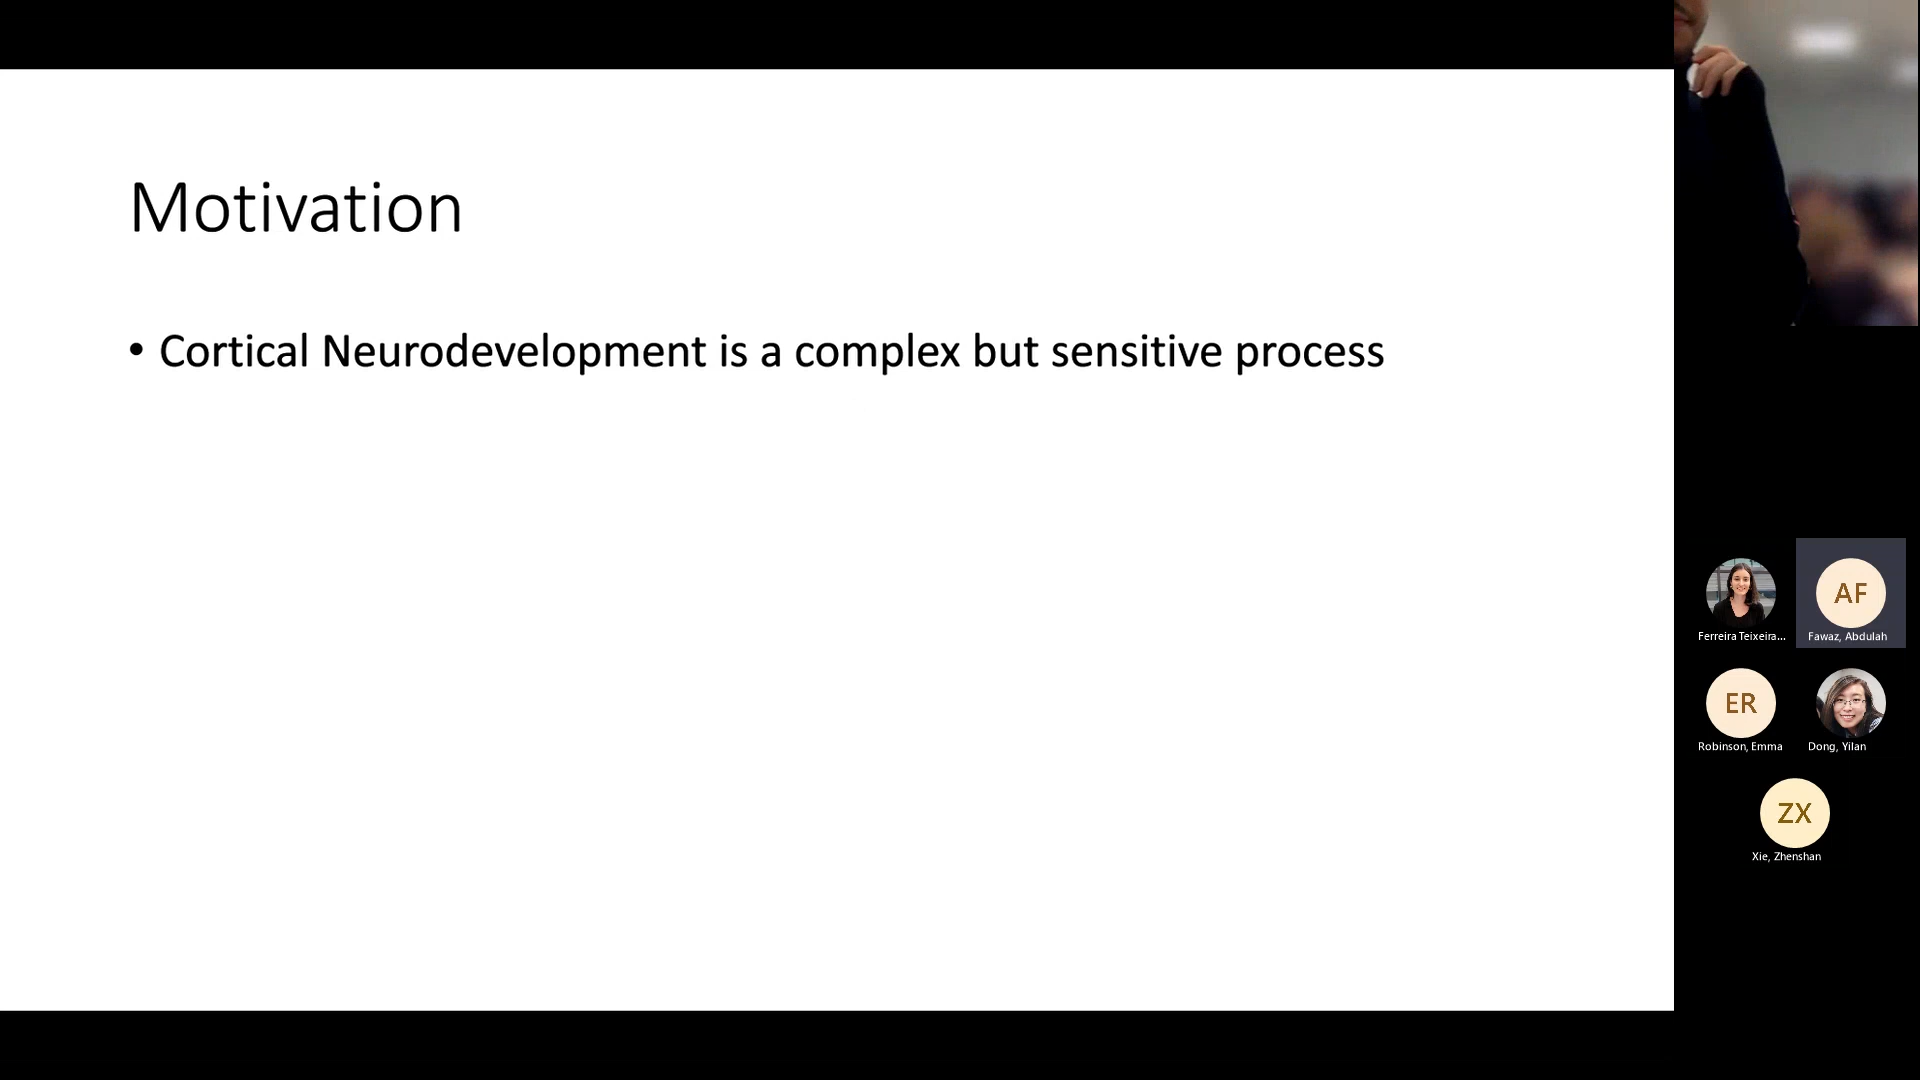 Motivation
• Cortical Neurodevelopment is a complex but sensitive process
Ferreira Teixeira...
AF
Fawaz, Abdulah
ER
Robinson, Emma
Dong, Yilan
ZX
Xie, Zhenshan